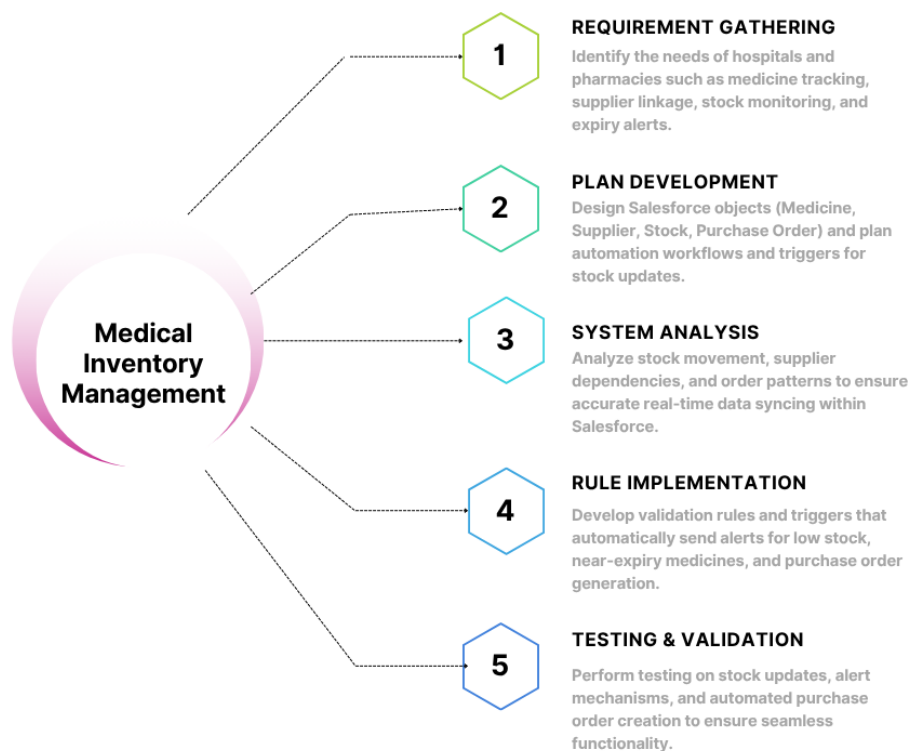 Medical
Inventory
Management
1
REQUIREMENT GATHERING
Identify the needs of hospitals and
pharmacies such as medicine tracking,
supplier linkage, stock monitoring, and
expiry alerts.
2
PLAN DEVELOPMENT
Design Salesforce objects (Medicine,
Supplier, Stock, Purchase Order) and plan
automation workflows and triggers for
stock updates.
3
SYSTEM ANALYSIS
Analyze stock movement, supplier
dependencies, and order patterns to ensure
accurate real-time data syncing within
Salesforce.
4
RULE IMPLEMENTATION
Develop validation rules and triggers that
automatically send alerts for low stock,
near-expiry medicines, and purchase order
generation.
5
TESTING & VALIDATION
Perform testing on stock updates, alert
mechanisms, and automated purchase
order creation to ensure seamless
functionality.